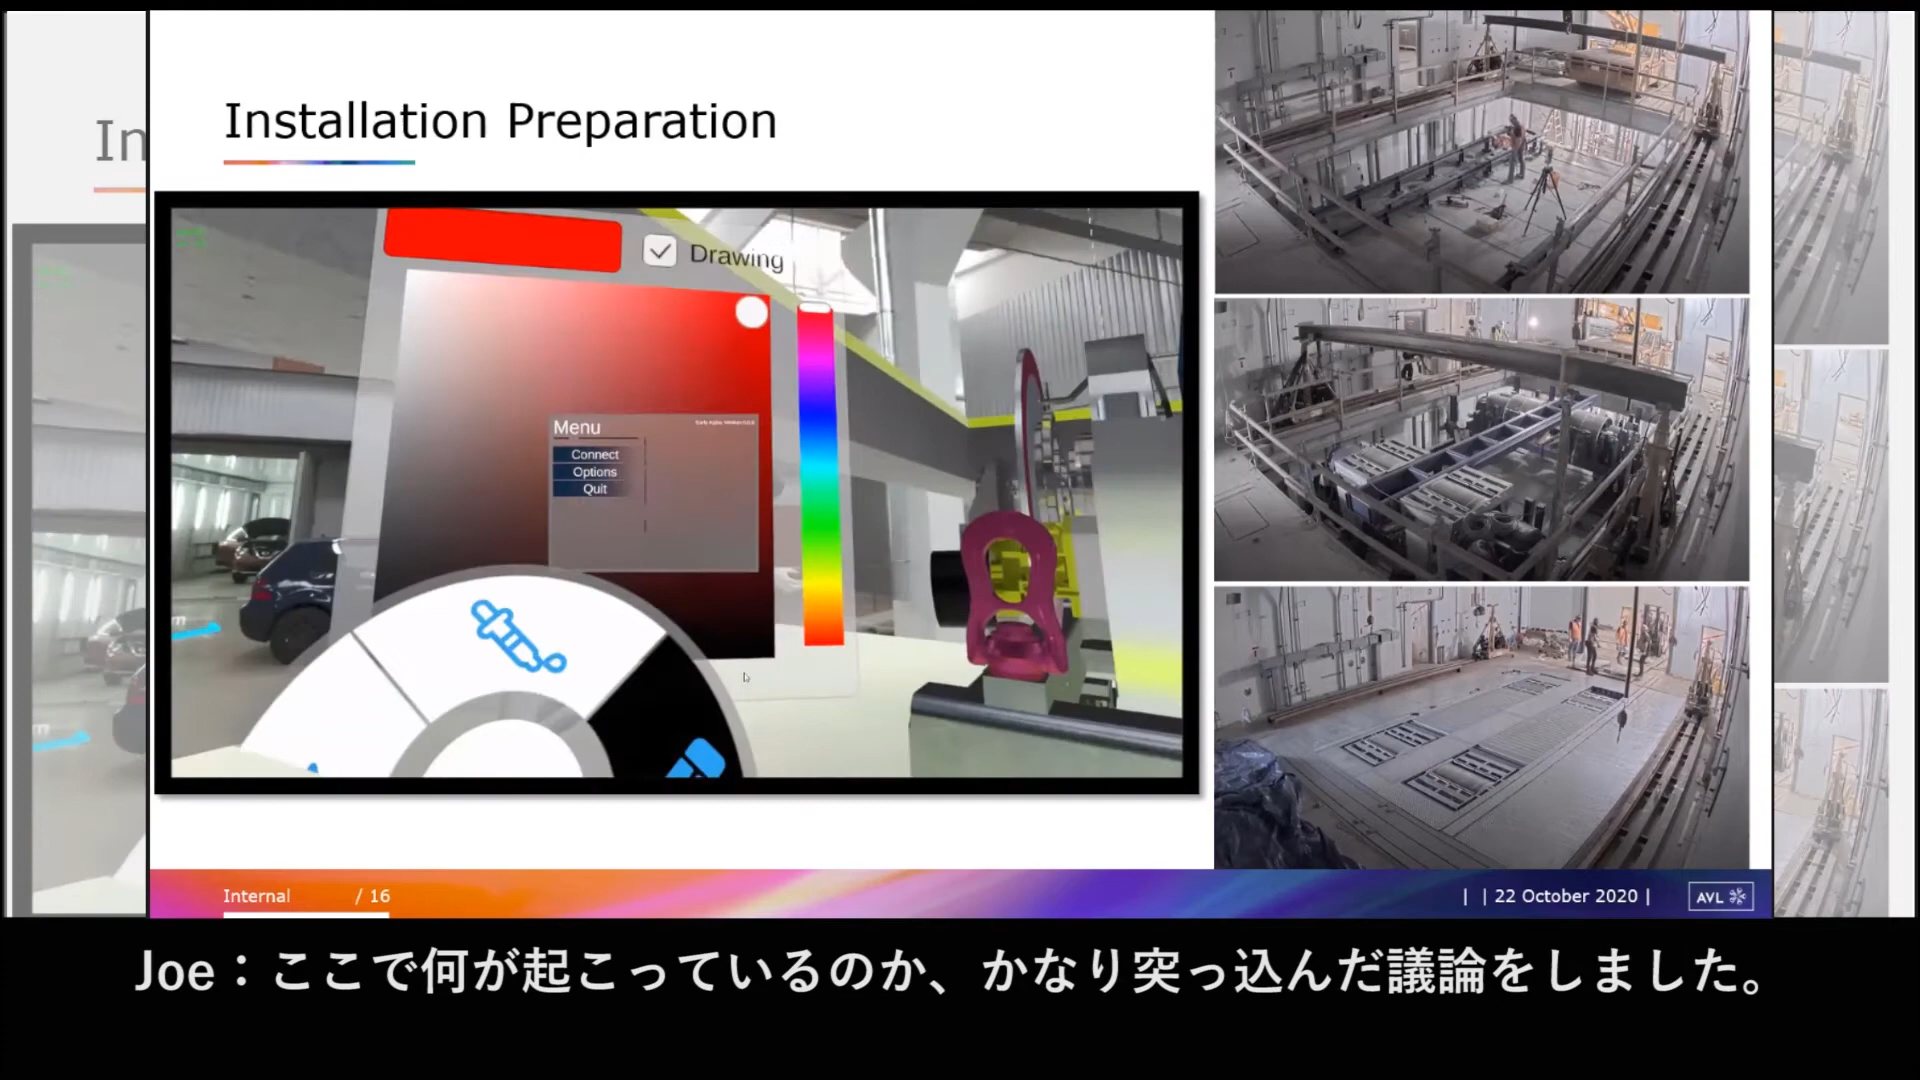 In
Installation Preparation
Drawing
Menu
Connect
Options
Quit
Internal / 16
| | 22 October 2020 |
AVL
Joe：ここで何が起こっているのか、かなり突っ込んだ議論をしました。